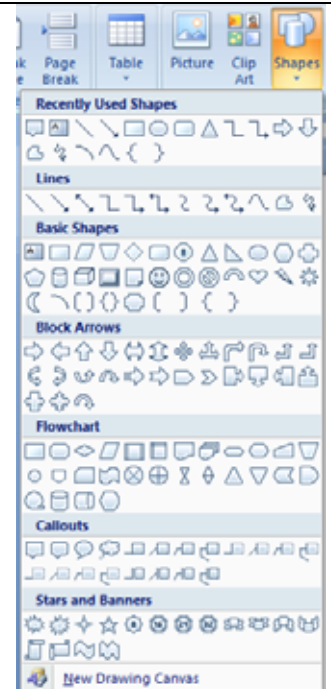 k Page Table Picture Clip Shapes
e Break Art
Recently Used Shapes
Lines
Basic Shapes
Block Arrows
Flowchart
Callouts
Stars and Banners
New Drawing Canvas